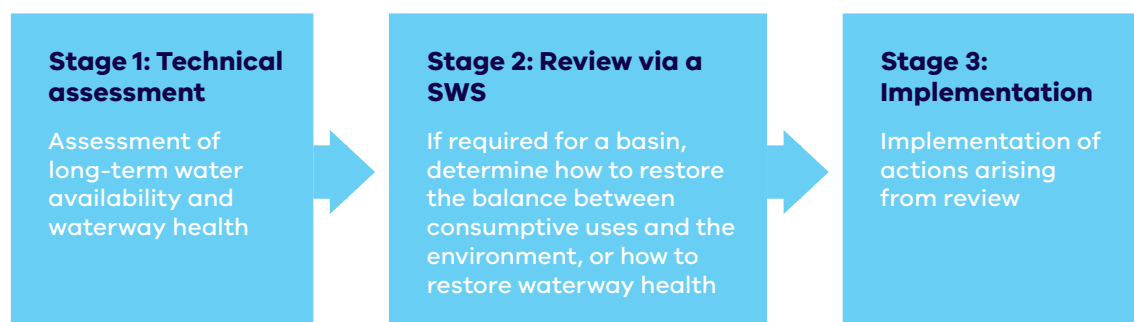 Stage 1: Technical
assessment
Assessment of
long-term water
availability and
waterway health
Stage 2: Review via a
SWS
If required for a basin,
determine how to restore
the balance between
consumptive uses and the
environment, or how to
restore waterway health
Stage 3:
Implementation
Implementation of
actions arising
from review